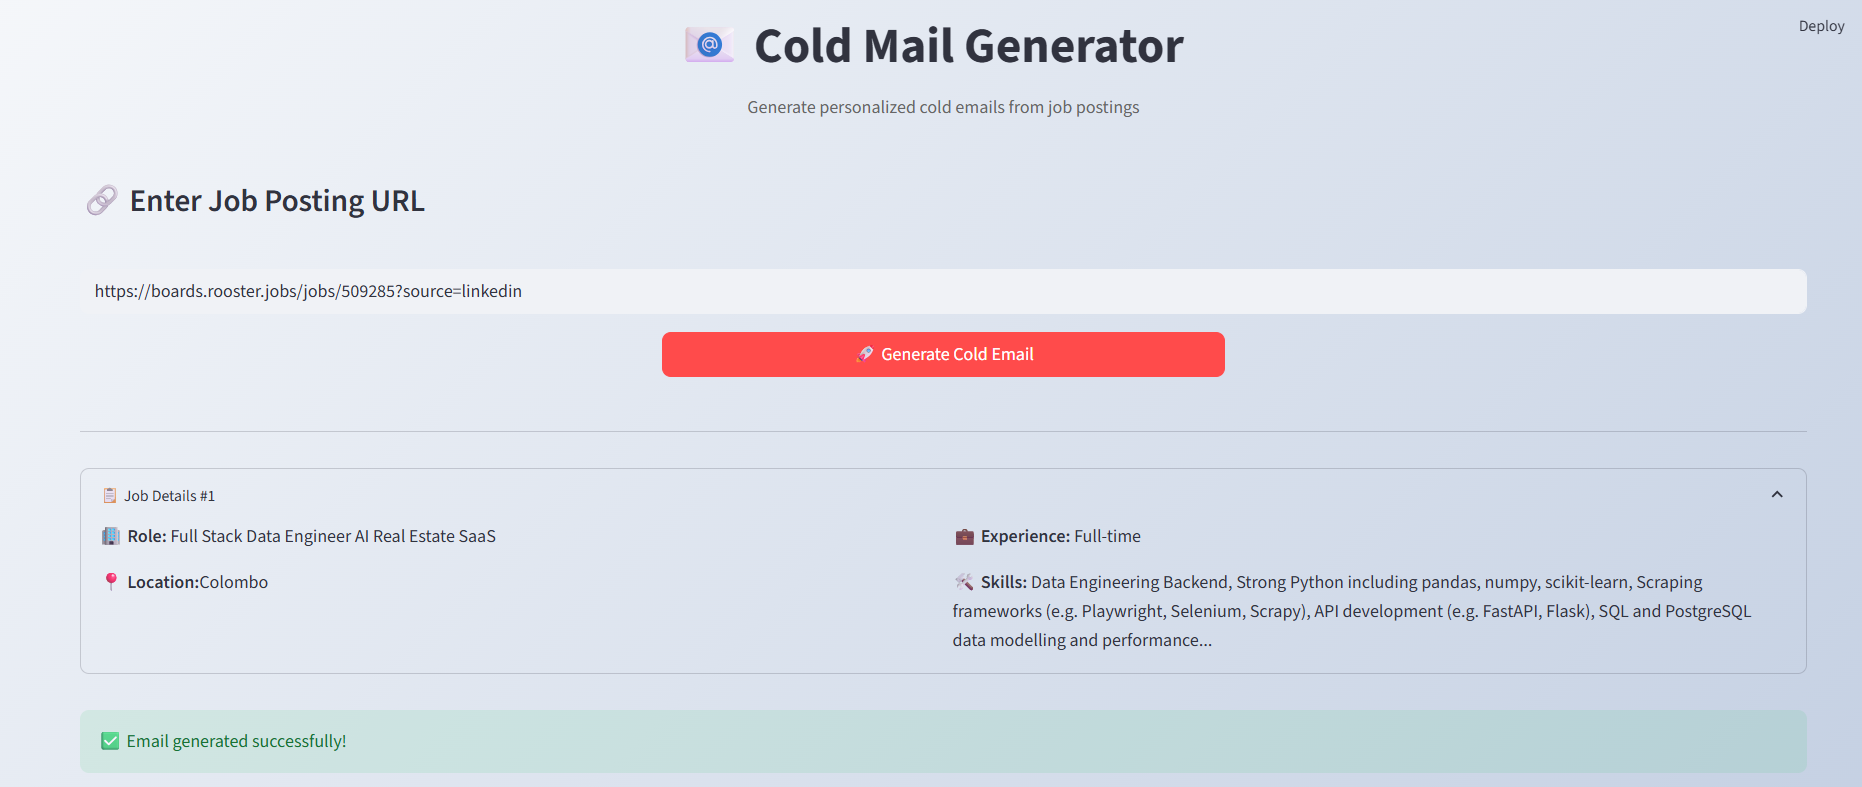 Deploy
Cold Mail Generator
Generate personalized cold emails from job postings
Enter Job Posting URL
https://boards.rooster.jobs/jobs/509285?source=linkedin
Generate Cold Email
Job Details #1
Role: Full Stack Data Engineer AI Real Estate SaaS
Experience: Full-time
Location:Colombo
Skills: Data Engineering Backend, Strong Python including pandas, numpy, scikit-learn, Scraping
frameworks (e.g. Playwright, Selenium, Scrapy), API development (e.g. FastAPI, Flask), SQL and PostgreSQL
data modelling and performance...
Email generated successfully!